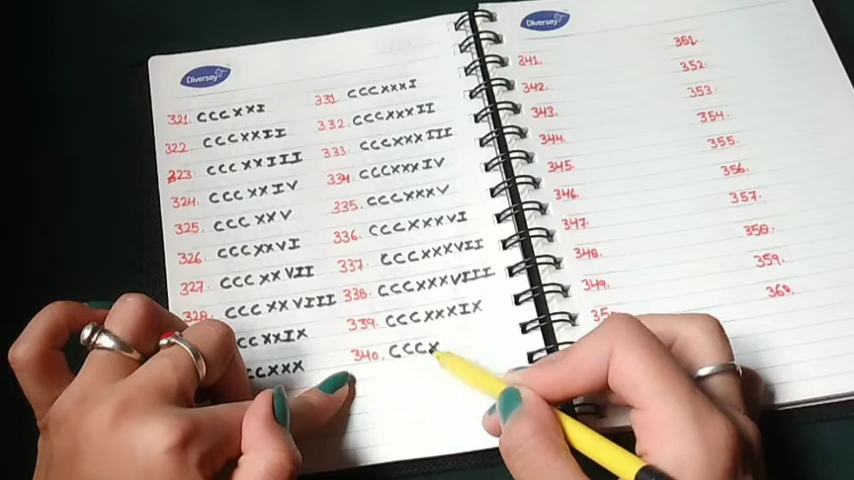 Diversey
321. CCCXXI
322. CCCXXII
323. CCCXXIII
324. CCCXXIV
325. CCCXXV
326. CCCXXVI
327. CCCXXVII
328. CCCXXVIII
CXXIX
CXXX
331. CCCXXXI
332. CCCXXXII
333. CCCXXXIII
334. CCCXXXIV
335. CCCXXXV
336. CCCXXXVI
337. CCCXXXVII
338. CCCXXXVIII
339. CCCXXXIX
340. CCCX
Diversey
341.
342.
343.
344.
345.
346.
347.
348.
349.
35
351.
352.
353.
354.
355.
356.
357.
358.
359.
360.